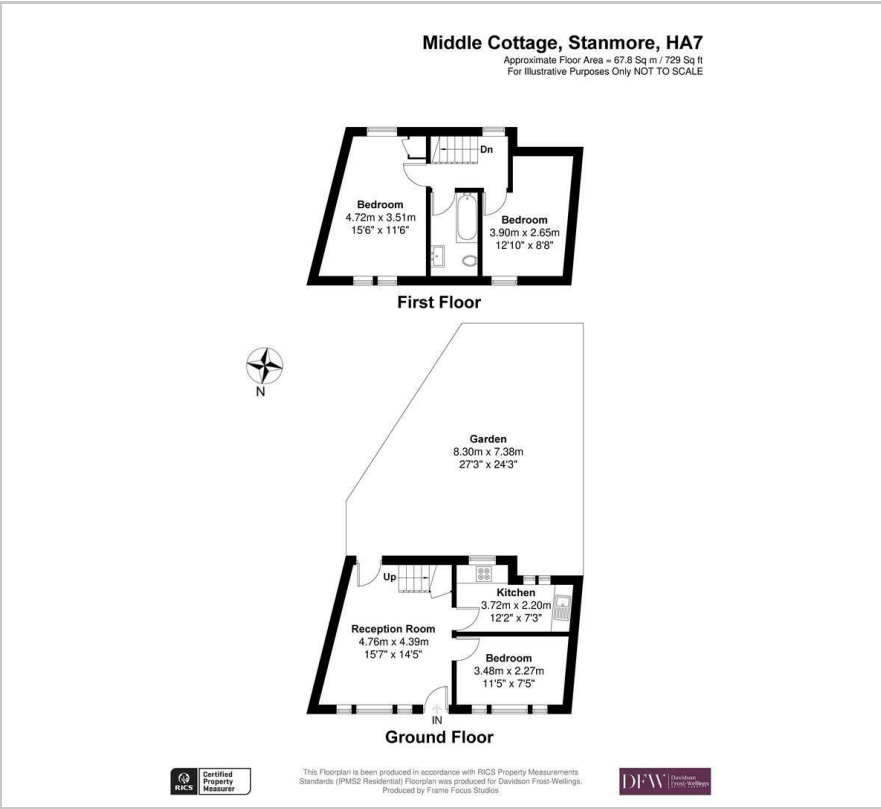 Middle Cottage, Stanmore, HA7
Approximate Floor Area = 67.8 Sq m / 729 Sq ft
For Illustrative Purposes Only NOT TO SCALE
Dn
Bedroom
4.72m x 3.51m
15'6" x 11'6"
Bedroom
3.90m x 2.65m
12'10" x 8'8"
First Floor
N
Garden
8.30m x 7.38m
27'3" x 24'3"
Up
Kitchen
3.72m x 2.20m
12'2" x 7'3"
Reception Room
4.76m x 4.39m
15'7" x 14'5"
Bedroom
3.48m x 2.27m
11'5" x 7'5"
IN
Ground Floor
RICS
Certified
Property
Measurer
This Floorplan is been produced in accordance with RICS Property Measurements
Standards (IPMS2 Residential) Floorplan was produced for Davidson Frost-Wellings.
Produced by Frame Focus Studios
DFW
Davidson
Frost-Wellings